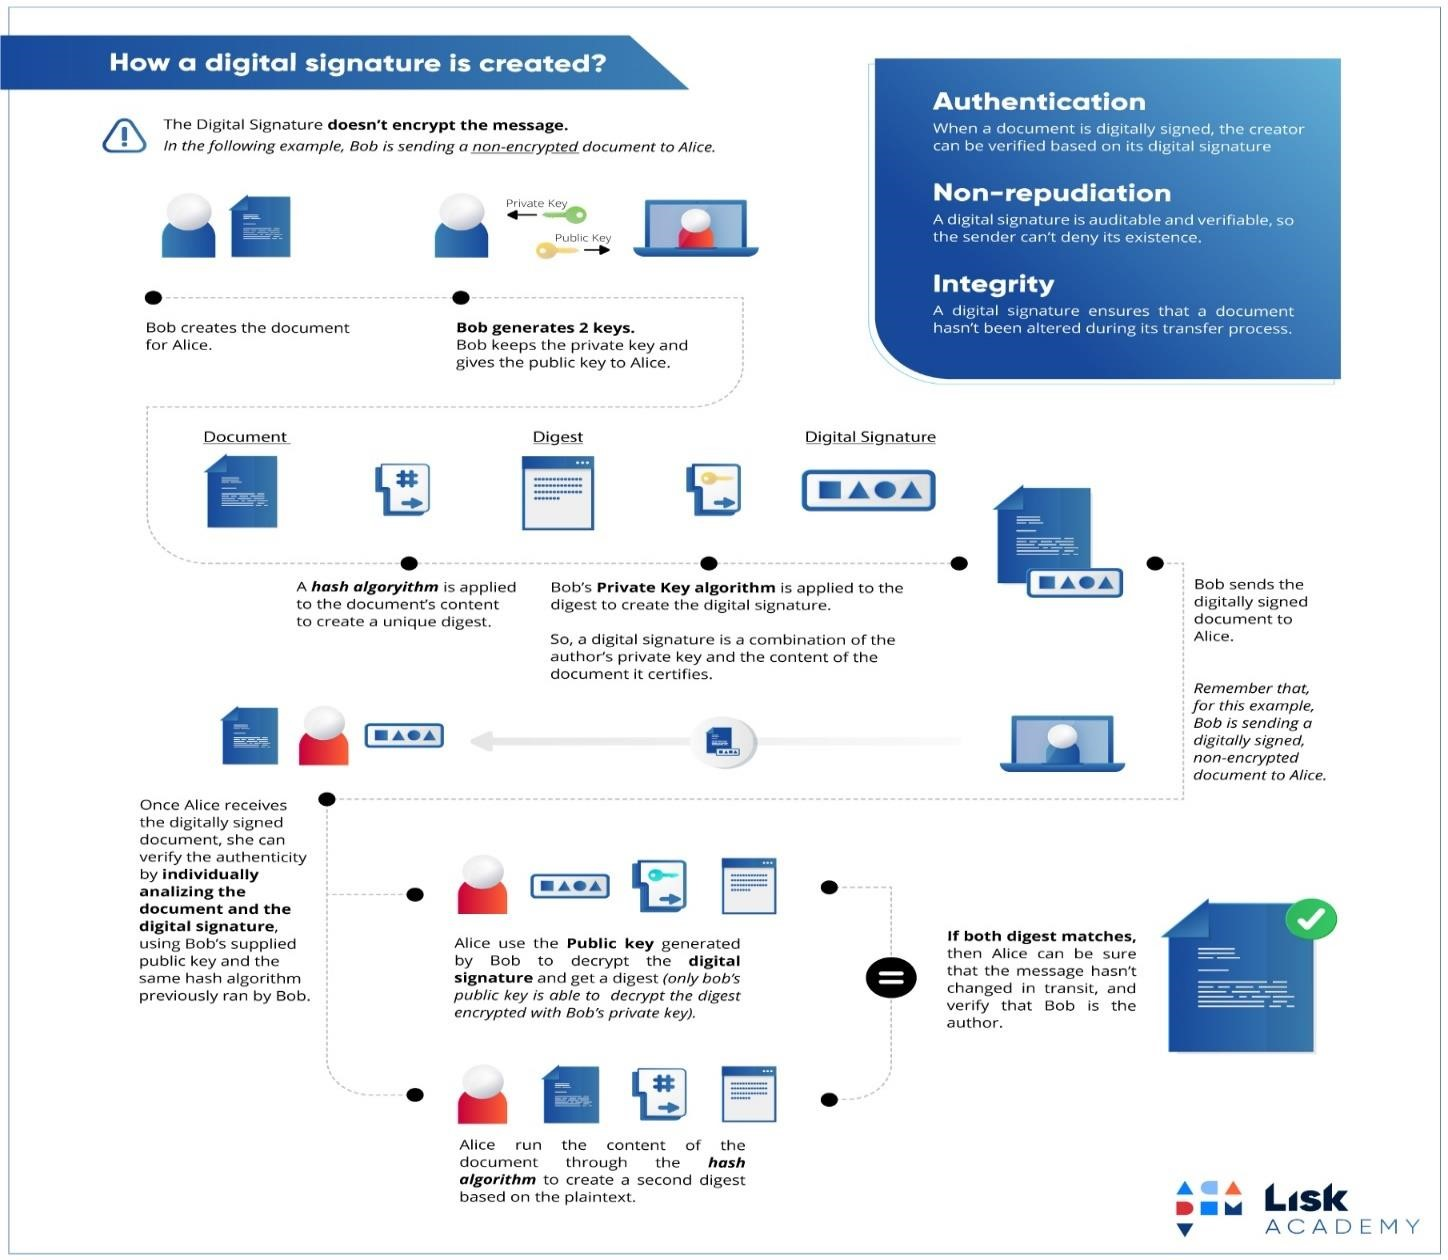 How a digital signature is created?
The Digital Signature doesn't encrypt the message.
In the following example, Bob is sending a non-encrypted document to Alice.
Authentication
When a document is digitally signed, the creator
can be verified based on its digital signature
Non-repudiation
A digital signature is auditable and verifiable, so
the sender can't deny its existence.
Integrity
A digital signature ensures that a document
hasn't been altered during its transfer process.
Private Key
Public Key
Bob creates the document
for Alice.
Bob generates 2 keys.
Bob keeps the private key and
gives the public key to Alice.
Document
Digest
Digital Signature
A hash algoryithm is applied
to the document's content
to create a unique digest.
Bob's Private Key algorithm is applied to the
digest to create the digital signature.
So, a digital signature is a combination of the
author's private key and the content of the
document it certifies.
Bob sends the
digitally signed
document to
Alice.
Remember that,
for this example,
Bob is sending a
digitally signed,
non-encrypted
document to Alice.
Once Alice receives
the digitally signed
document, she can
verify the authenticity
by individually
analizing the
document and the
digital signature,
using Bob's supplied
public key and the
same hash algorithm
previously ran by Bob.
Alice use the Public key generated
by Bob to decrypt the digital
signature and get a digest (only bob's
public key is able to decrypt the digest
encrypted with Bob's private key).
If both digest matches,
then Alice can be sure
that the message hasn't
changed in transit, and
verify that Bob is the
author.
Alice run the content of the
document through the hash
algorithm to create a second digest
based on the plaintext.
Lisk
ACADEMY